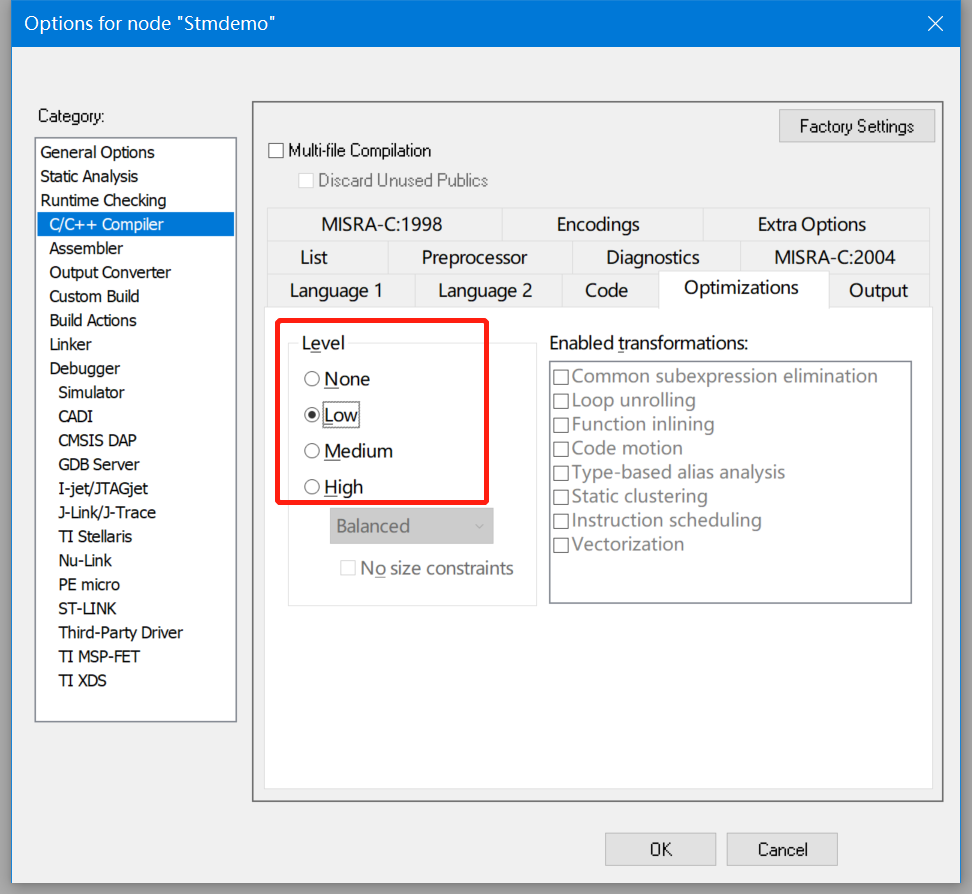 Options for node "Stmdemo"
Category:
General Options
Static Analysis
Runtime Checking
C/C++ Compiler
Assembler
Output Converter
Custom Build
Build Actions
Linker
Debugger
Simulator
CADI
CMSIS DAP
GDB Server
I-jet/JTAGjet
J-Link/J-Trace
TI Stellaris
Nu-Link
PE micro
ST-LINK
Third-Party Driver
TI MSP-FET
TI XDS
Factory Settings
Multi-file Compilation
Discard Unused Publics
MISRA-C:1998 Encodings Extra Options
List Preprocessor Diagnostics MISRA-C:2004
Language 1 Language 2 Code Optimizations Output
Level
None
Low
Medium
High
Balanced
No size constraints
Enabled transformations:
Common subexpression elimination
Loop unrolling
Function inlining
Code motion
Type-based alias analysis
Static clustering
Instruction scheduling
Vectorization
OK Cancel